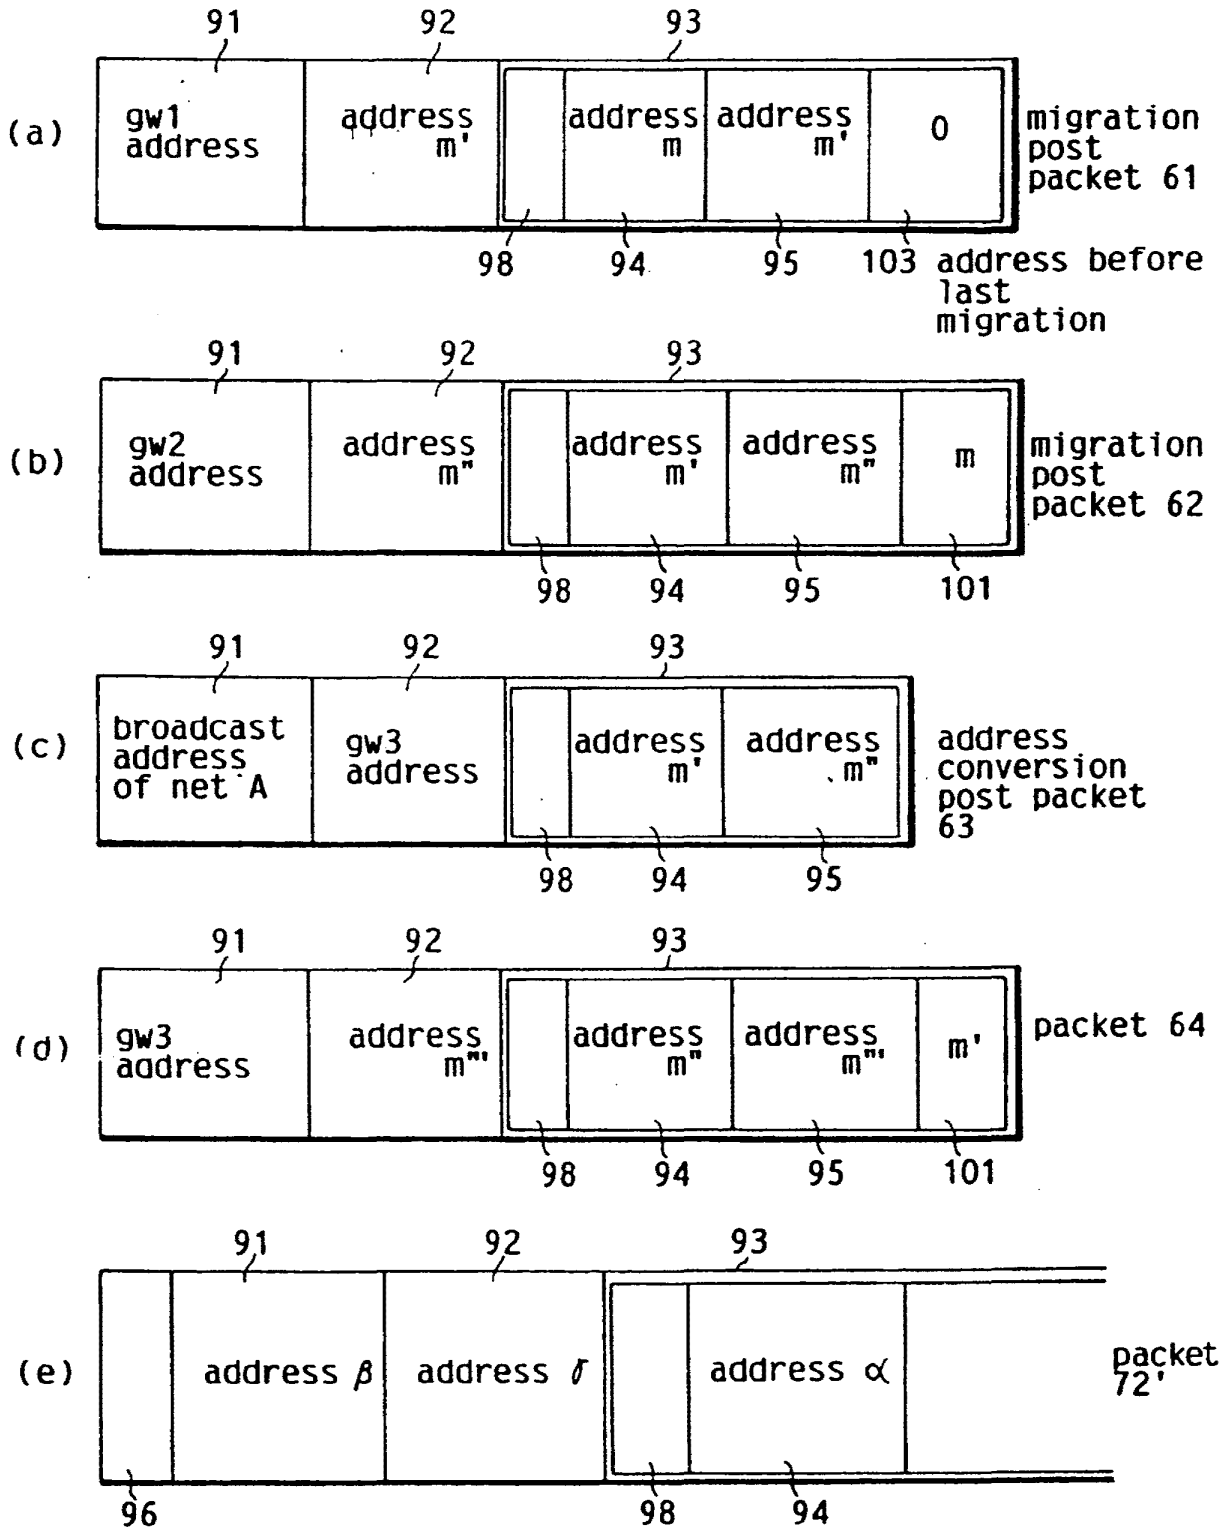 91 92 93
(a) gw1 address address m' address m address m' 0 migration post packet 61
98 94 95 103 address before last migration
91 92 93
(b) gw2 address address m" address m' address m" m migration post packet 62
98 94 95 101
91 92 93
(c) broadcast address of net A gw3 address address m' address m" address conversion post packet 63
98 94 95
91 92 93
(d) gw3 address address m"' address m" address m"' m' packet 64
98 94 95 101
91 92 93
(e) address β address γ address α packet 72'
96 98 94